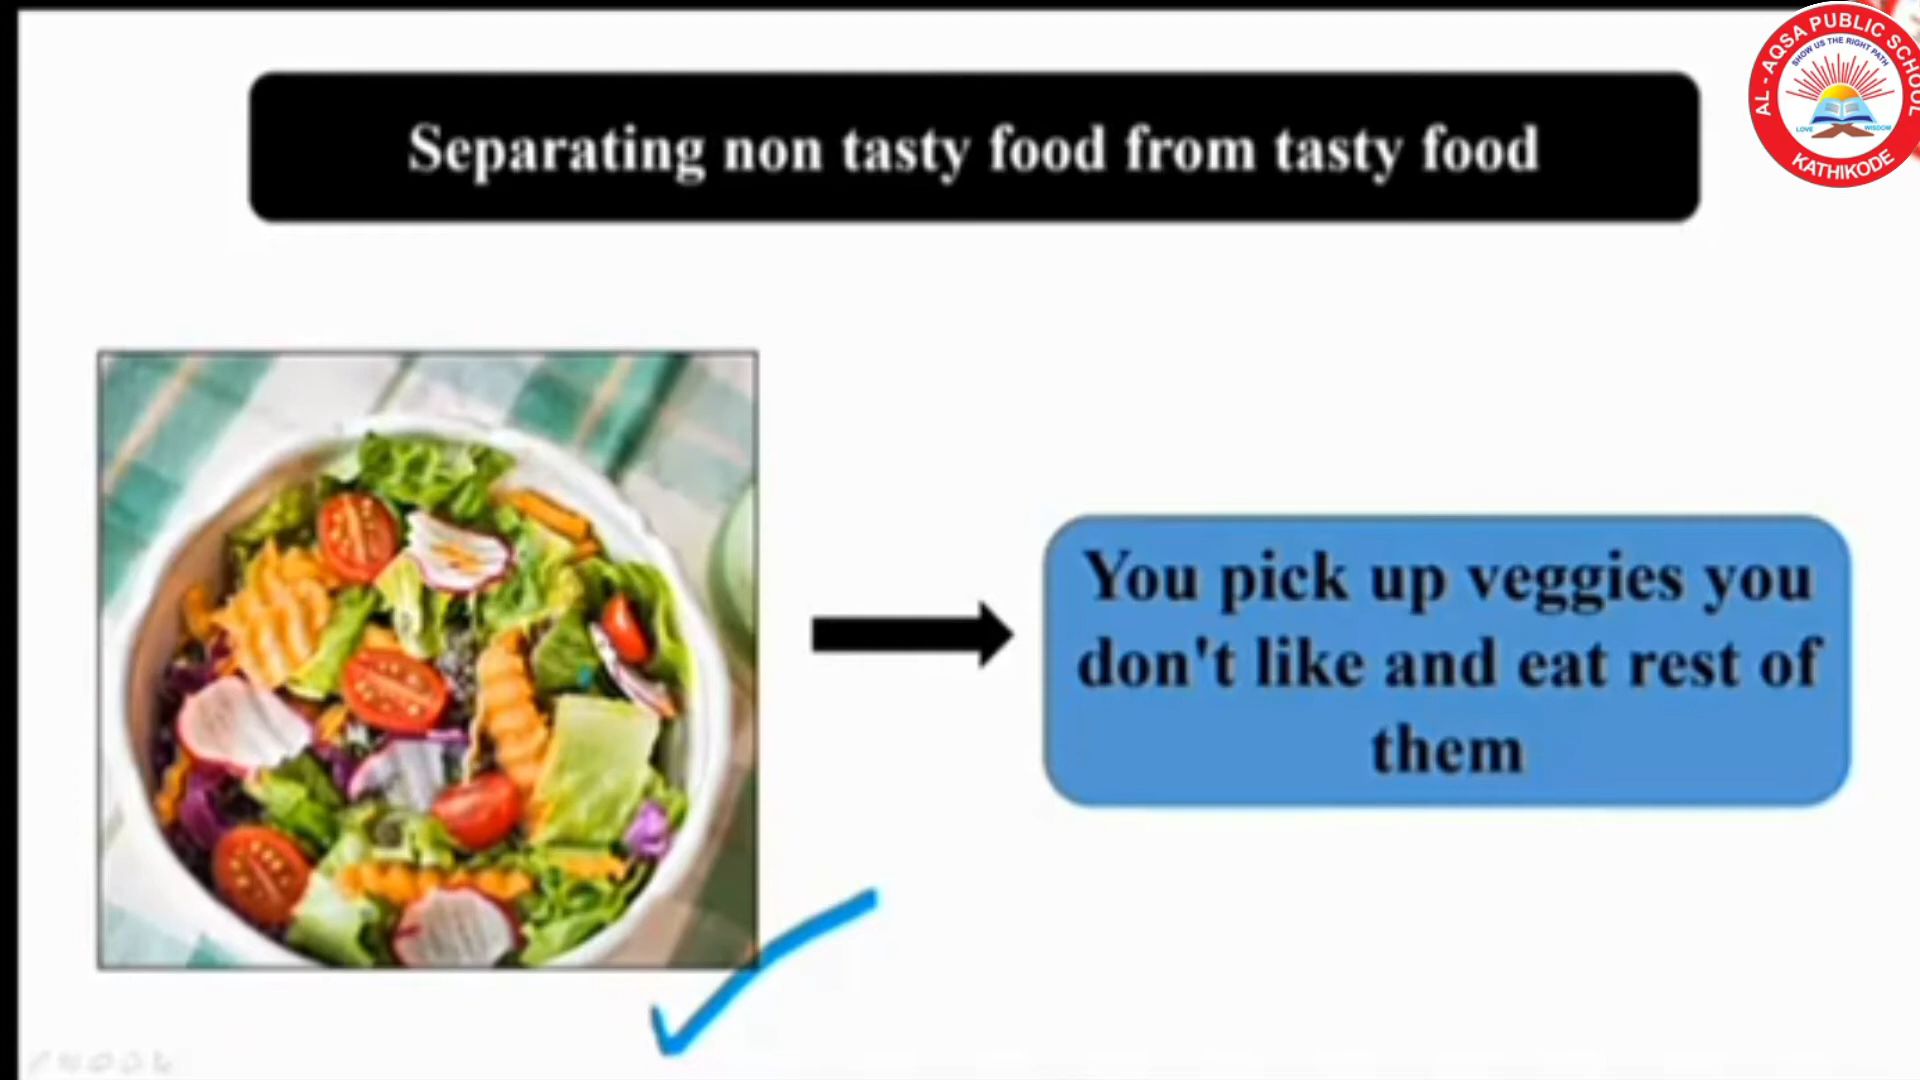 Separating non tasty food from tasty food
AL - AQSA PUBLIC SCHOOL
SHOW US THE RIGHT PATH
LOVE
WISDOM
KATHIKODE
You pick up veggies you
don't like and eat rest of
them